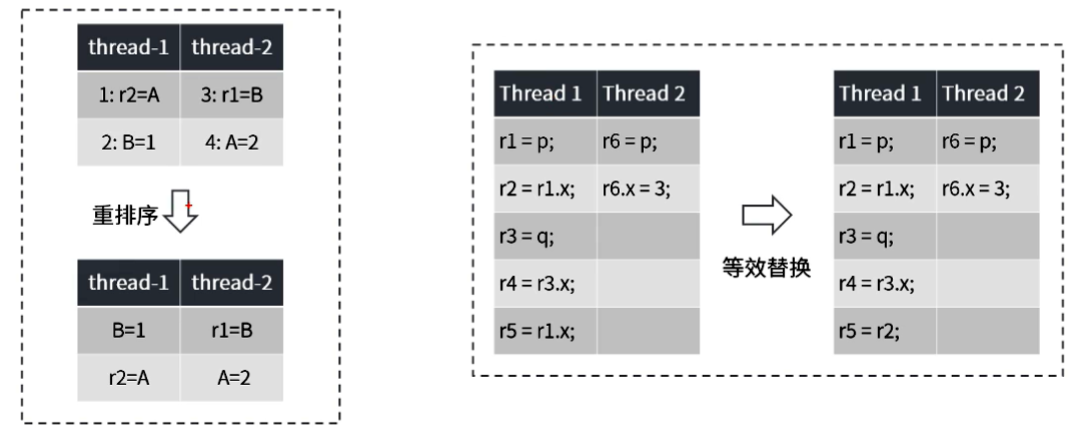 thread-1 thread-2
1: r2=A 3: r1=B
2: B=1 4: A=2
重排序
thread-1 thread-2
B=1 r1=B
r2=A A=2
Thread 1 Thread 2
r1 = p; r6 = p;
r2 = r1.x; r6.x = 3;
r3 = q;
r4 = r3.x;
r5 = r1.x;
等效替换
Thread 1 Thread 2
r1 = p; r6 = p;
r2 = r1.x; r6.x = 3;
r3 = q;
r4 = r3.x;
r5 = r2;